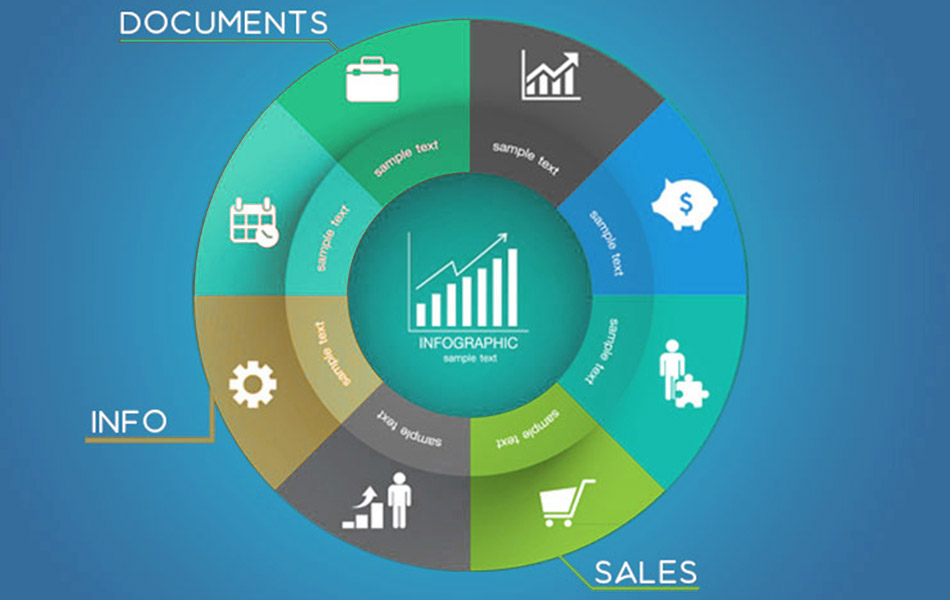 DOCUMENTS
sample text
sample text
sample text
sample text
$
INFOGRAPHIC
sample text
sample text
sample text
INFO
sample text
sample text
SALES